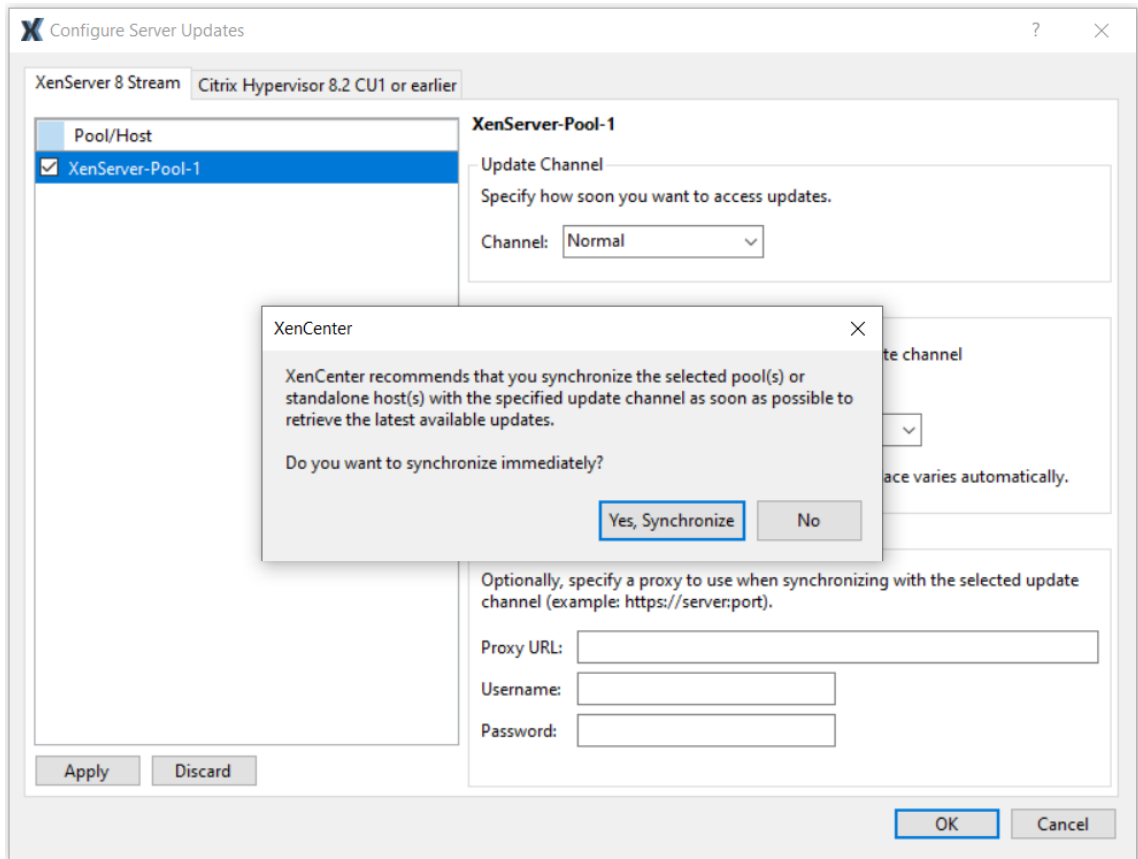 Configure Server Updates
?
XenServer 8 Stream
Citrix Hypervisor 8.2 CU1 or earlier
Pool/Host
XenServer-Pool-1
XenServer-Pool-1
Update Channel
Specify how soon you want to access updates.
Channel: Normal
te channel
ace varies automatically.
XenCenter
XenCenter recommends that you synchronize the selected pool(s) or
standalone host(s) with the specified update channel as soon as possible to
retrieve the latest available updates.
Do you want to synchronize immediately?
Yes, Synchronize
No
Optionally, specify a proxy to use when synchronizing with the selected update
channel (example: https://server:port).
Proxy URL:
Username:
Password:
Apply
Discard
OK
Cancel